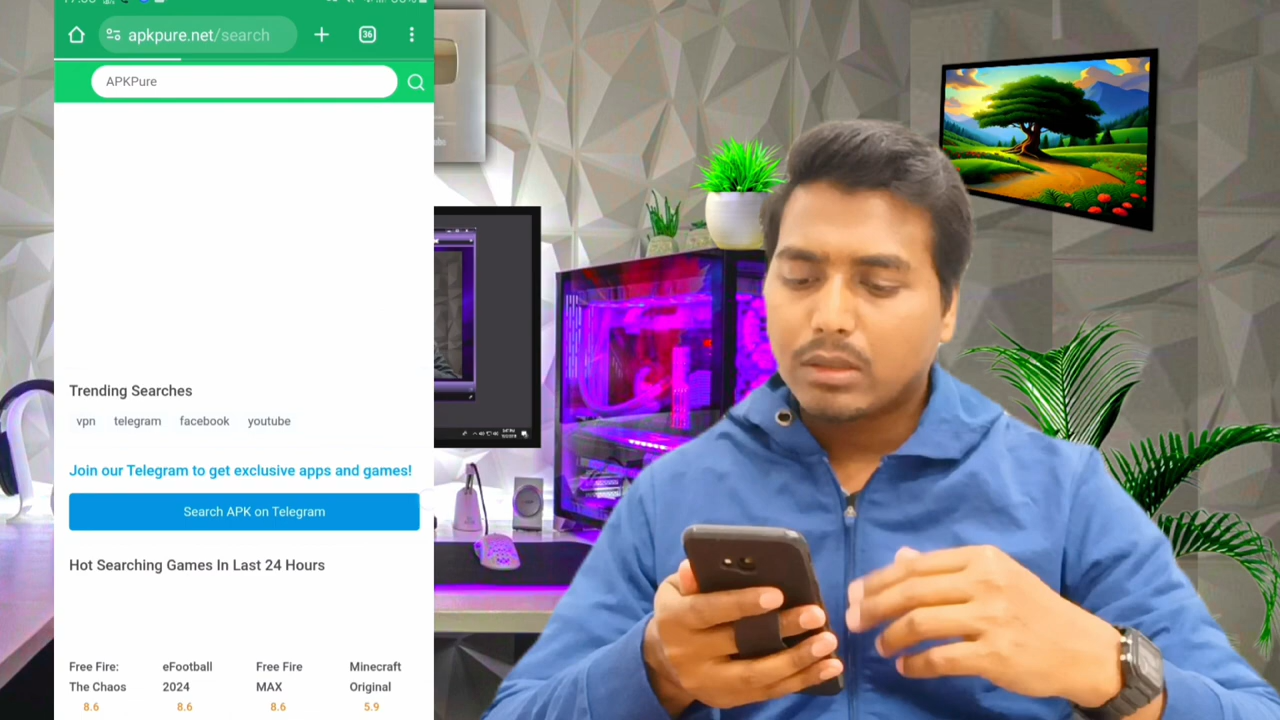 apkpure.net/search
36
APKPure
Trending Searches
vpn telegram facebook youtube
Join our Telegram to get exclusive apps and games!
Search APK on Telegram
Hot Searching Games In Last 24 Hours
Free Fire: eFootball Free Fire Minecraft
The Chaos 2024 MAX Original
8.6 8.6 8.6 5.9